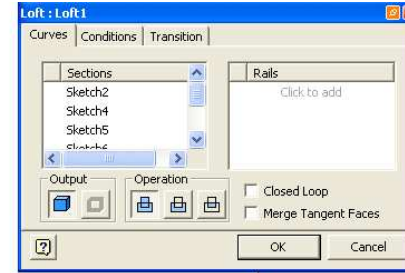 Loft : Loft1
Curves Conditions Transition
Sections
Sketch2
Sketch4
Sketch5
Sketch6
Rails
Click to add
Output
Operation
Closed Loop
Merge Tangent Faces
?
OK Cancel